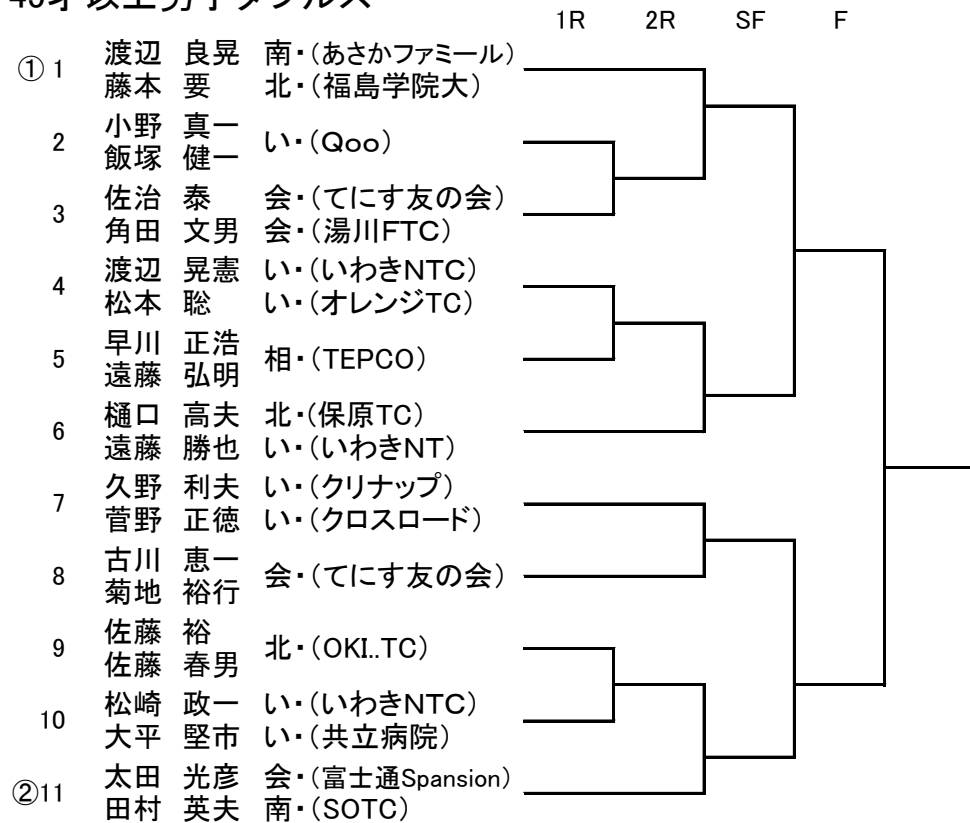 1R 2R SF F
① 1 渡辺 良晃 南・(あさかファミール)
藤本 要 北・(福島学院大)
2 小野 真一 い・(Qoo)
飯塚 健一
3 佐治 泰 会・(てにす友の会)
角田 文男 会・(湯川FTC)
4 渡辺 晃憲 い・(いわきNTC)
松本 聡 い・(オレンジTC)
5 早川 正浩 相・(TEPCO)
遠藤 弘明
6 樋口 高夫 北・(保原TC)
遠藤 勝也 い・(いわきNT)
7 久野 利夫 い・(クリナップ)
菅野 正徳 い・(クロスロード)
8 古川 恵一 会・(てにす友の会)
菊地 裕行
9 佐藤 裕 北・(OKI..TC)
佐藤 春男
10 松崎 政一 い・(いわきNTC)
大平 堅市 い・(共立病院)
②11 太田 光彦 会・(富士通Spansion)
田村 英夫 南・(SOTC)